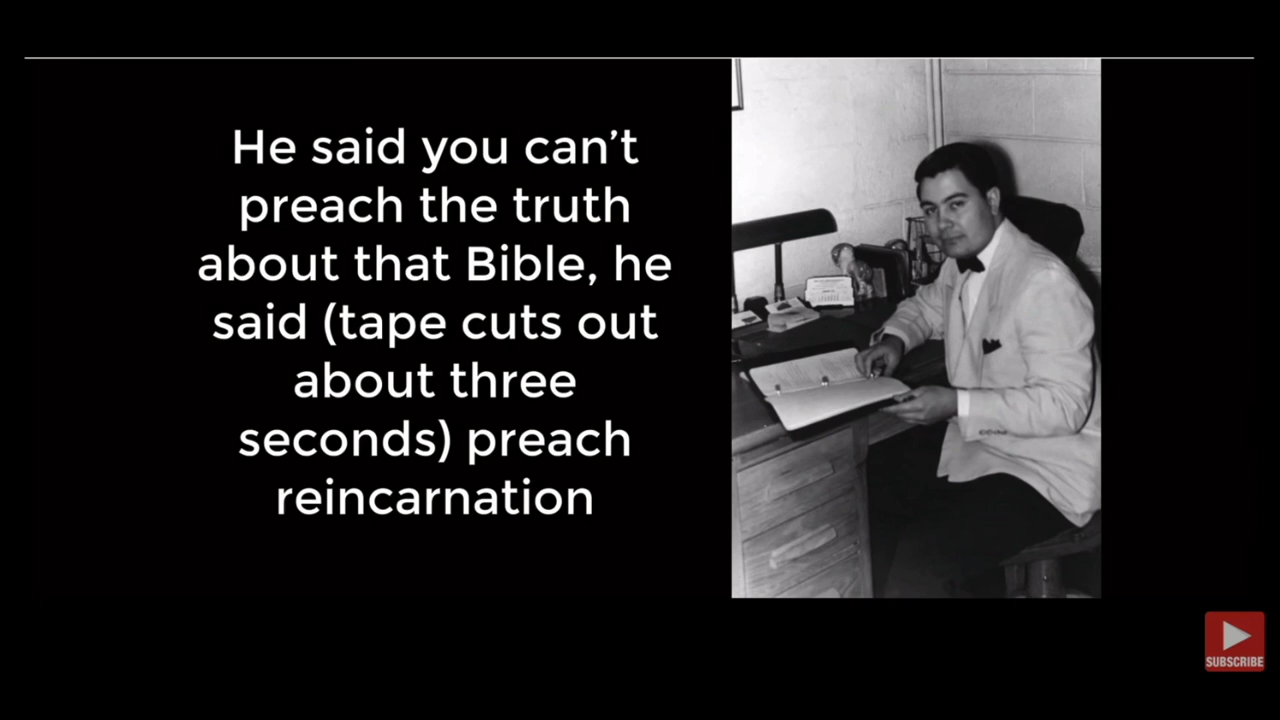 He said you can’t
preach the truth
about that Bible, he
said (tape cuts out
about three
seconds) preach
reincarnation
SUBSCRIBE